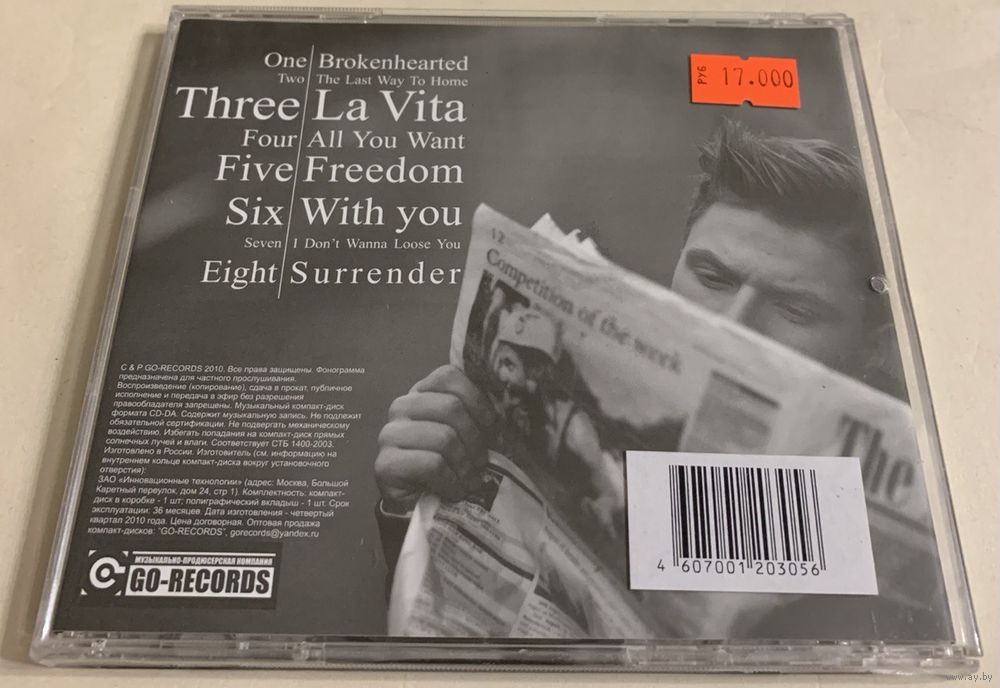 One Brokenhearted
Two The Last Way To Home
Three La Vita
Four All You Want
Five Freedom
Six With you
Seven I Don't Wanna Loose You
Eight Surrender
РУБ 17.000
12
Competition of the week
The
C & P GO-RECORDS 2010. Все права защищены. Фонограмма
предназначена для частного прослушивания.
Воспроизведение (копирование), сдача в прокат, публичное
исполнение и передача в эфир без разрешения
правообладателя запрещены. Музыкальный компакт-диск
формата CD-DA. Содержит музыкальную запись. Не подлежит
обязательной сертификации. Не подвергать механическому
воздействию. Избегать попадания на компакт-диск прямых
солнечных лучей и влаги. Соответствует СТБ 1400-2003.
Изготовлено в России. Изготовитель (см. информацию на
внутреннем кольце компакт-диска вокруг установочного
отверстия):
ЗАО «Инновационные технологии» (адрес: Москва, Большой
Каретный переулок, дом 24, стр 1). Комплектность: компакт-
диск в коробке - 1 шт; полиграфический вкладыш - 1 шт. Срок
эксплуатации: 36 месяцев. Дата изготовления - четвертый
квартал 2010 года. Цена договорная. Оптовая продажа
компакт-дисков: "GO-RECORDS", gorecords@yandex.ru
МУЗЫКАЛЬНО-ПРОДЮСЕРСКАЯ КОМПАНИЯ
GO-RECORDS
4 607001 203056
www.ay.by